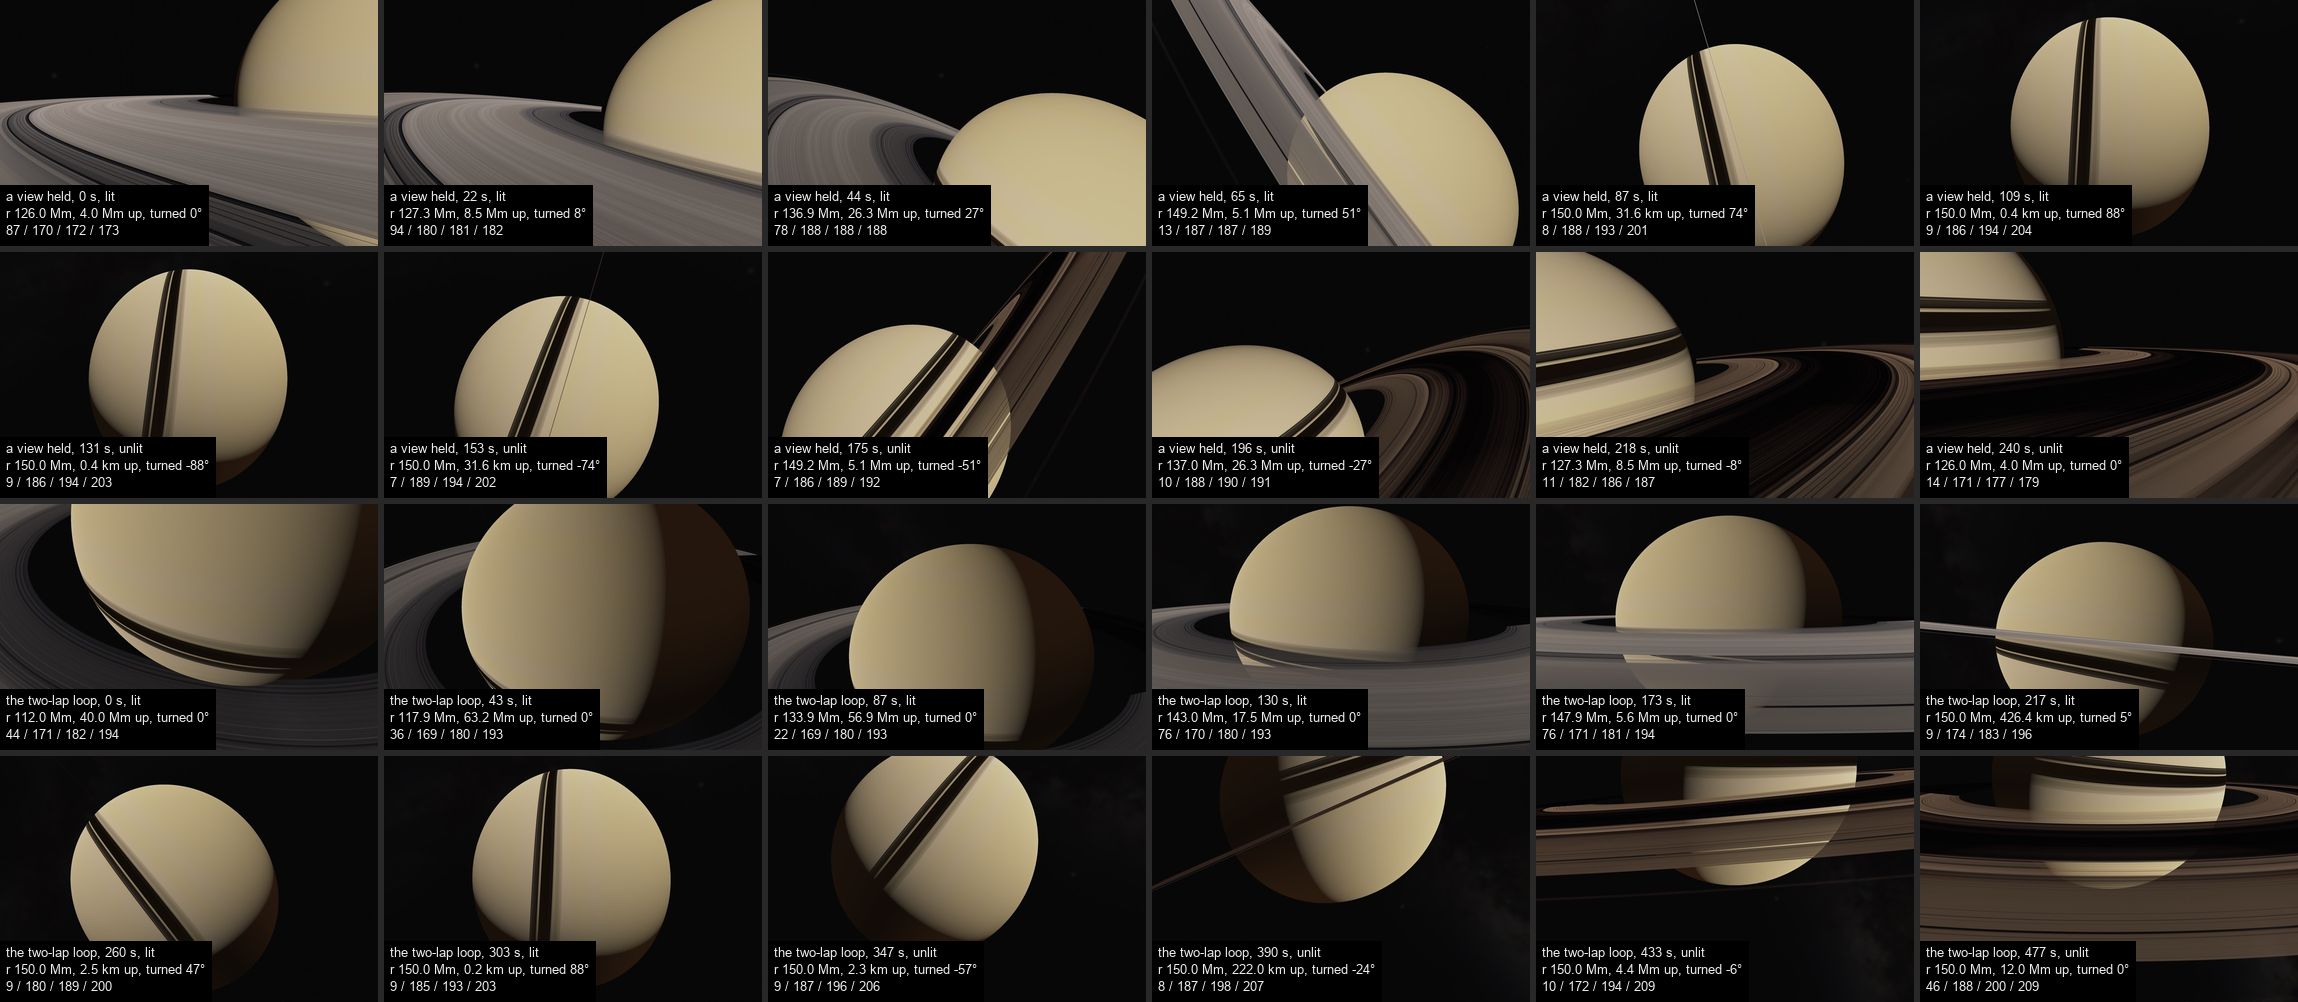 a view held, 0 s, lit
r 126.0 Mm, 4.0 Mm up, turned 0°
87 / 170 / 172 / 173
a view held, 22 s, lit
r 127.3 Mm, 8.5 Mm up, turned 8°
94 / 180 / 181 / 182
a view held, 44 s, lit
r 136.9 Mm, 26.3 Mm up, turned 27°
78 / 188 / 188 / 188
a view held, 65 s, lit
r 149.2 Mm, 5.1 Mm up, turned 51°
13 / 187 / 187 / 189
a view held, 87 s, lit
r 150.0 Mm, 31.6 km up, turned 74°
8 / 188 / 193 / 201
a view held, 109 s, lit
r 150.0 Mm, 0.4 km up, turned 88°
9 / 186 / 194 / 204
a view held, 131 s, unlit
r 150.0 Mm, 0.4 km up, turned -88°
9 / 186 / 194 / 203
a view held, 153 s, unlit
r 150.0 Mm, 31.6 km up, turned -74°
7 / 189 / 194 / 202
a view held, 175 s, unlit
r 149.2 Mm, 5.1 Mm up, turned -51°
7 / 186 / 189 / 192
a view held, 196 s, unlit
r 137.0 Mm, 26.3 Mm up, turned -27°
10 / 188 / 190 / 191
a view held, 218 s, unlit
r 127.3 Mm, 8.5 Mm up, turned -8°
11 / 182 / 186 / 187
a view held, 240 s, unlit
r 126.0 Mm, 4.0 Mm up, turned 0°
14 / 171 / 177 / 179
the two-lap loop, 0 s, lit
r 112.0 Mm, 40.0 Mm up, turned 0°
44 / 171 / 182 / 194
the two-lap loop, 43 s, lit
r 117.9 Mm, 63.2 Mm up, turned 0°
36 / 169 / 180 / 193
the two-lap loop, 87 s, lit
r 133.9 Mm, 56.9 Mm up, turned 0°
22 / 169 / 180 / 193
the two-lap loop, 130 s, lit
r 143.0 Mm, 17.5 Mm up, turned 0°
76 / 170 / 180 / 193
the two-lap loop, 173 s, lit
r 147.9 Mm, 5.6 Mm up, turned 0°
76 / 171 / 181 / 194
the two-lap loop, 217 s, lit
r 150.0 Mm, 426.4 km up, turned 5°
9 / 174 / 183 / 196
the two-lap loop, 260 s, lit
r 150.0 Mm, 2.5 km up, turned 47°
9 / 180 / 189 / 200
the two-lap loop, 303 s, lit
r 150.0 Mm, 0.2 km up, turned 88°
9 / 185 / 193 / 203
the two-lap loop, 347 s, unlit
r 150.0 Mm, 2.3 km up, turned -57°
9 / 187 / 196 / 206
the two-lap loop, 390 s, unlit
r 150.0 Mm, 222.0 km up, turned -24°
8 / 187 / 198 / 207
the two-lap loop, 433 s, unlit
r 150.0 Mm, 4.4 Mm up, turned -6°
10 / 172 / 194 / 209
the two-lap loop, 477 s, unlit
r 150.0 Mm, 12.0 Mm up, turned 0°
46 / 188 / 200 / 209